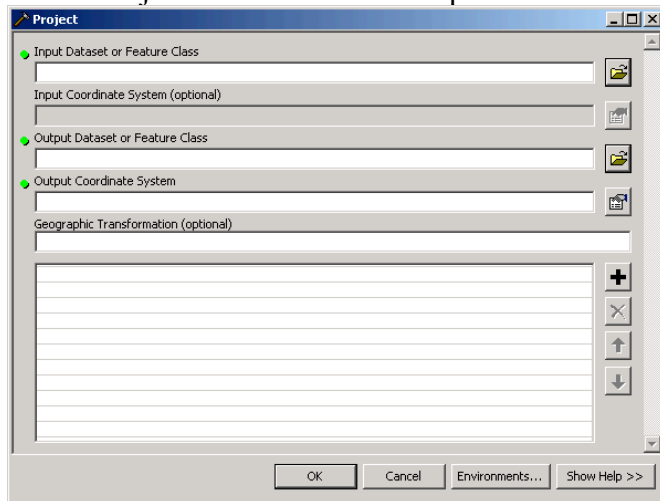 Project
Input Dataset or Feature Class
Input Coordinate System (optional)
Output Dataset or Feature Class
Output Coordinate System
Geographic Transformation (optional)
OK Cancel Environments... Show Help >>